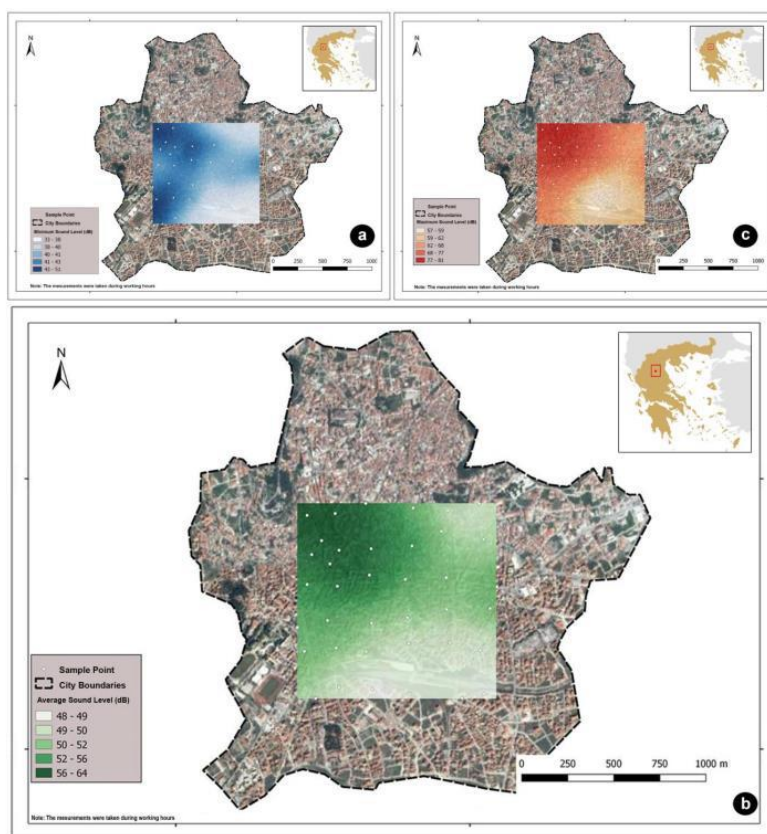 N
Sample Point
City Boundaries
Minimum Sound Level (dB)
33 - 38
38 - 40
40 - 41
41 - 43
43 - 51
a
0 250 500 750 1000
Note: The measurements were taken during working hours
N
Sample Point
City Boundaries
Maximum Sound Level (dB)
57 - 59
59 - 62
62 - 68
68 - 77
77 - 81
c
0 250 500 750 1000
Note: The measurements were taken during working hours
N
Sample Point
City Boundaries
Average Sound Level (dB)
48 - 49
49 - 50
50 - 52
52 - 56
56 - 64
0 250 500 750 1000 m
b
Note: The mesurements were taken during working hours